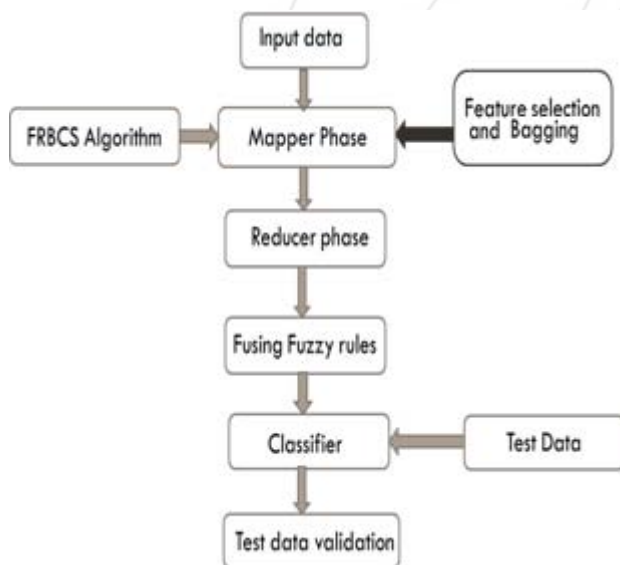 Input data
FRBCS Algorithm
Mapper Phase
Feature selection
and Bagging
Reducer phase
Fusing Fuzzy rules
Classifier
Test Data
Test data validation